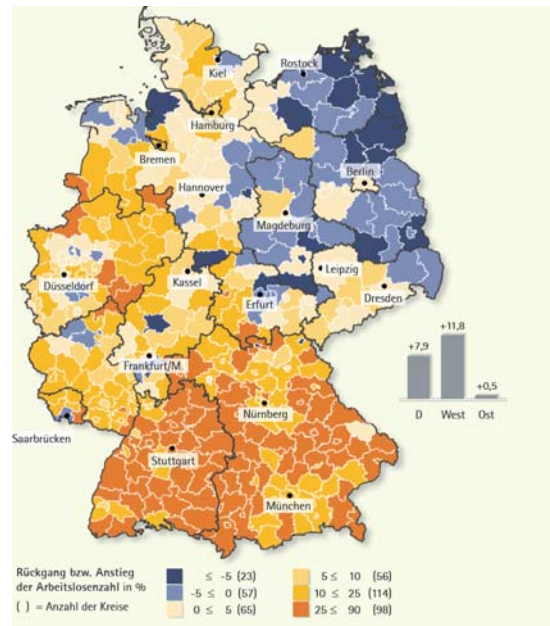 Kiel
Rostock
Hamburg
Bremen
Berlin
Hannover
Magdeburg
Leipzig
Düsseldorf
Kassel
Erfurt
Dresden
+11,8
+7,9
+0,5
Frankfurt/M.
D West Ost
Nürnberg
Saarbrücken
Stuttgart
München
Rückgang bzw. Anstieg
der Arbeitslosenzahl in %
( ) = Anzahl der Kreise
≤ -5 (23)
-5 ≤ 0 (57)
0 ≤ 5 (65)
5 ≤ 10 (56)
10 ≤ 25 (114)
25 ≤ 90 (98)